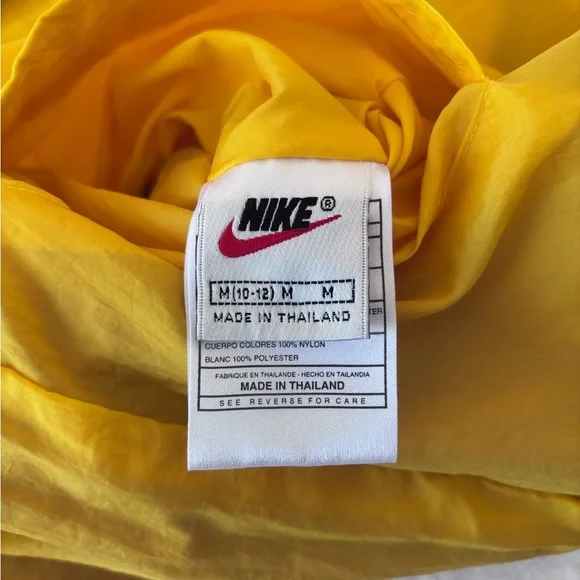 NIKE®
M(10-12) M M
MADE IN THAILAND
TER
CUERPO COLORES 100% NYLON
BLANC 100% POLYESTER
FABRIQUE EN THAILANDE - HECHO EN TAILANDIA
MADE IN THAILAND
SEE REVERSE FOR CARE